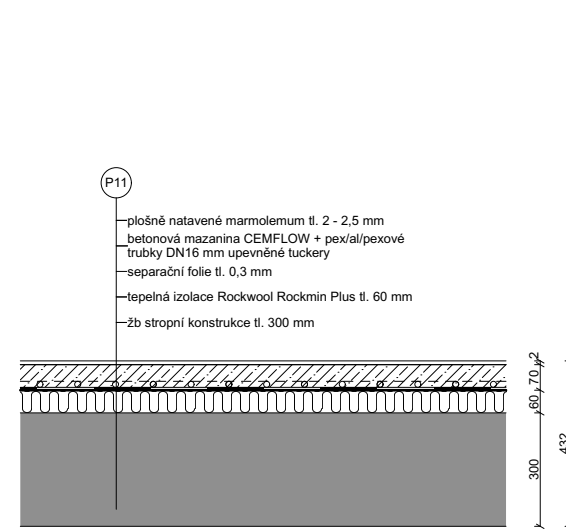 P11
plošně natavené marmolemum tl. 2 - 2,5 mm
betonová mazanina CEMFLOW + pex/al/pexové
trubky DN16 mm upevněné tuckery
separační folie tl. 0,3 mm
tepelná izolace Rockwool Rockmin Plus tl. 60 mm
žb stropní konstrukce tl. 300 mm
2
70
60
300
432